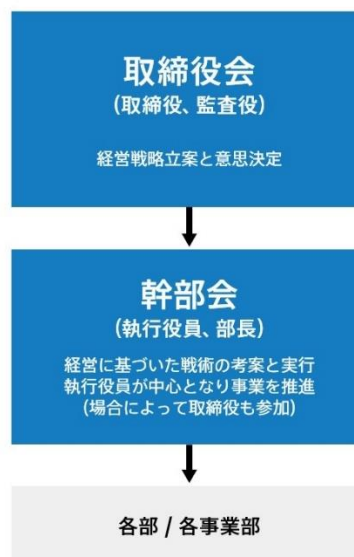 取締役会
(取締役、監査役)
経営戦略立案と意思決定
幹部会
(執行役員、部長)
経営に基づいた戦術の考案と実行
執行役員が中心となり事業を推進
(場合によって取締役も参加)
各部 / 各事業部